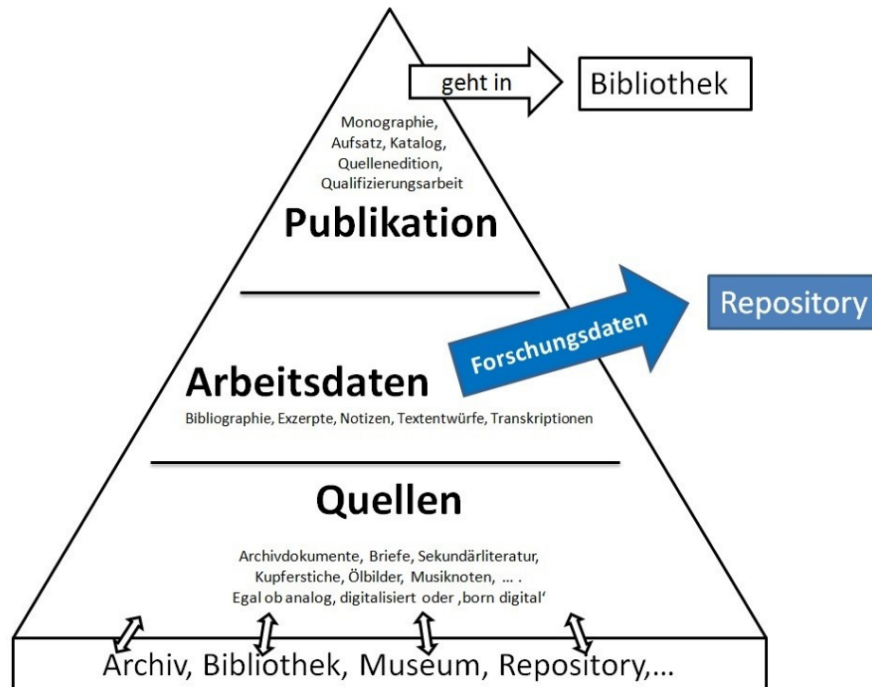 geht in
Bibliothek
Monographie,
Aufsatz, Katalog,
Quellenedition,
Qualifizierungsarbeit
Publikation
Repository
Forschungsdaten
Arbeitsdaten
Bibliographie, Exzerpte, Notizen, Textentwürfe, Transkriptionen
Quellen
Archivdokumente, Briefe, Sekundärliteratur,
Kupferstiche, Ölbilder, Musiknoten, ... .
Egal ob analog, digitalisiert oder ‚born digital‘
Archiv, Bibliothek, Museum, Repository,...